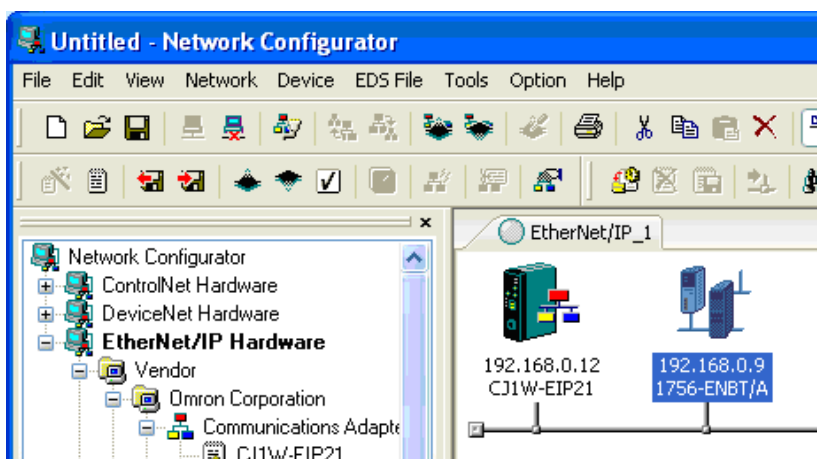 Untitled - Network Configurator
File Edit View Network Device EDS File Tools Option Help
EtherNet/IP_1
Network Configurator
ControlNet Hardware
DeviceNet Hardware
EtherNet/IP Hardware
Vendor
Omron Corporation
Communications Adapte
CJ1W-EIP21
192.168.0.12
CJ1W-EIP21
192.168.0.9
1756-ENBT/A